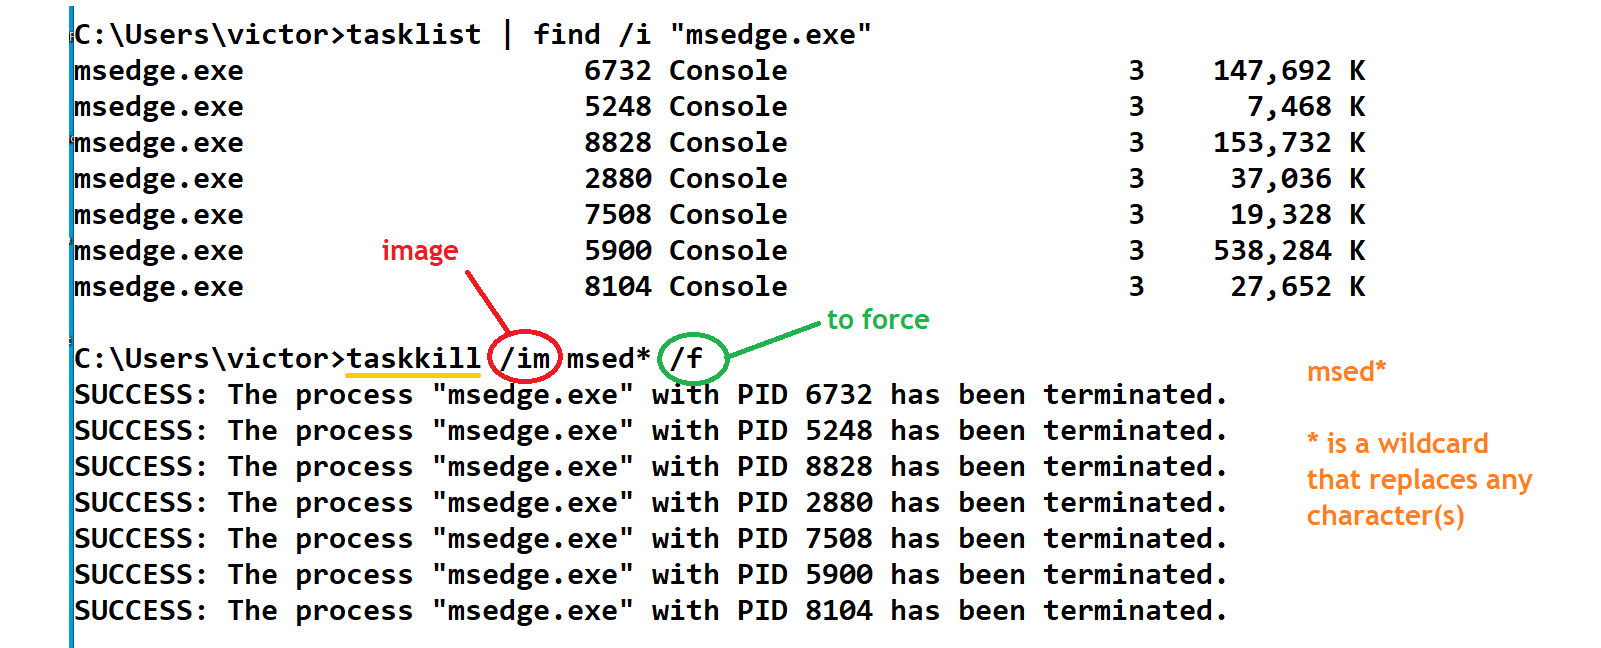 C:\Users\victor>tasklist | find /i "msedge.exe"
msedge.exe 6732 Console 3 147,692 K
msedge.exe 5248 Console 3 7,468 K
msedge.exe 8828 Console 3 153,732 K
msedge.exe 2880 Console 3 37,036 K
msedge.exe 7508 Console 3 19,328 K
msedge.exe 5900 Console 3 538,284 K
msedge.exe 8104 Console 3 27,652 K
image
to force
C:\Users\victor>taskkill /im msed* /f
SUCCESS: The process "msedge.exe" with PID 6732 has been terminated.
SUCCESS: The process "msedge.exe" with PID 5248 has been terminated.
SUCCESS: The process "msedge.exe" with PID 8828 has been terminated.
SUCCESS: The process "msedge.exe" with PID 2880 has been terminated.
SUCCESS: The process "msedge.exe" with PID 7508 has been terminated.
SUCCESS: The process "msedge.exe" with PID 5900 has been terminated.
SUCCESS: The process "msedge.exe" with PID 8104 has been terminated.
msed*
* is a wildcard
that replaces any
character(s)